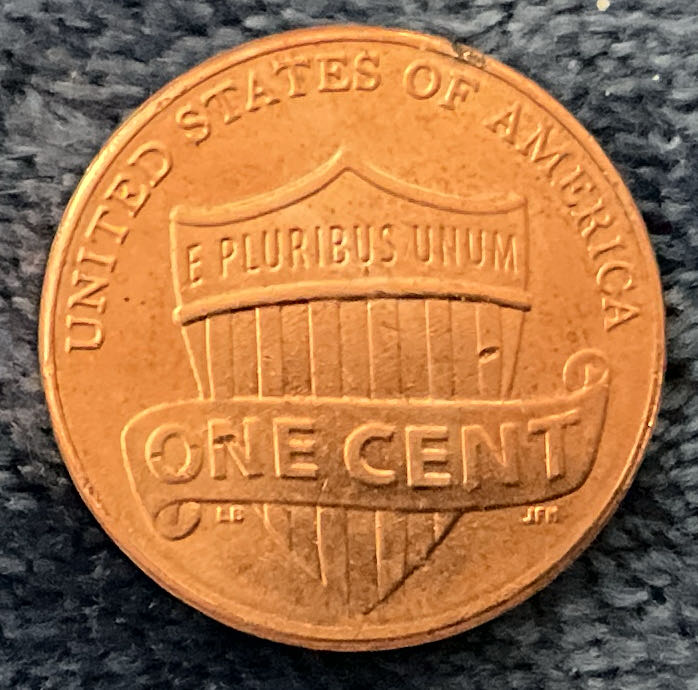 UNITED STATES OF AMERICA
E PLURIBUS UNUM
ONE CENT
LB
JFM